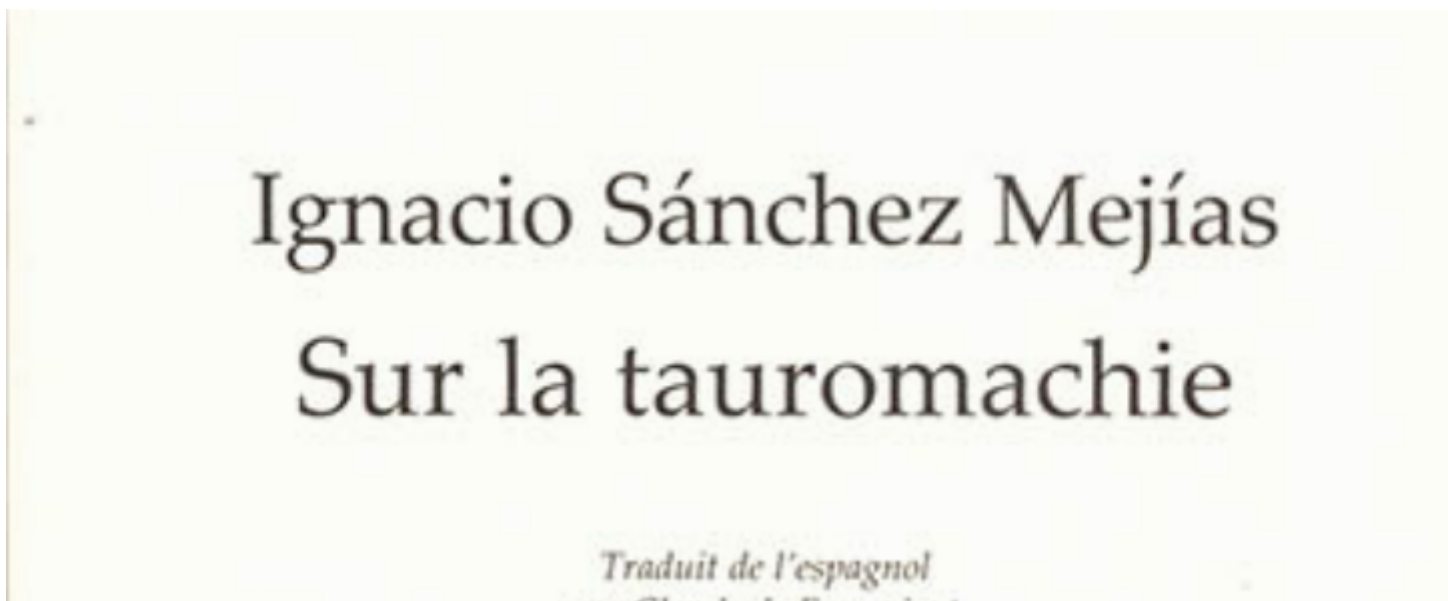 Ignacio Sánchez Mejías
Sur la tauromachie
Traduit de l'espagnol